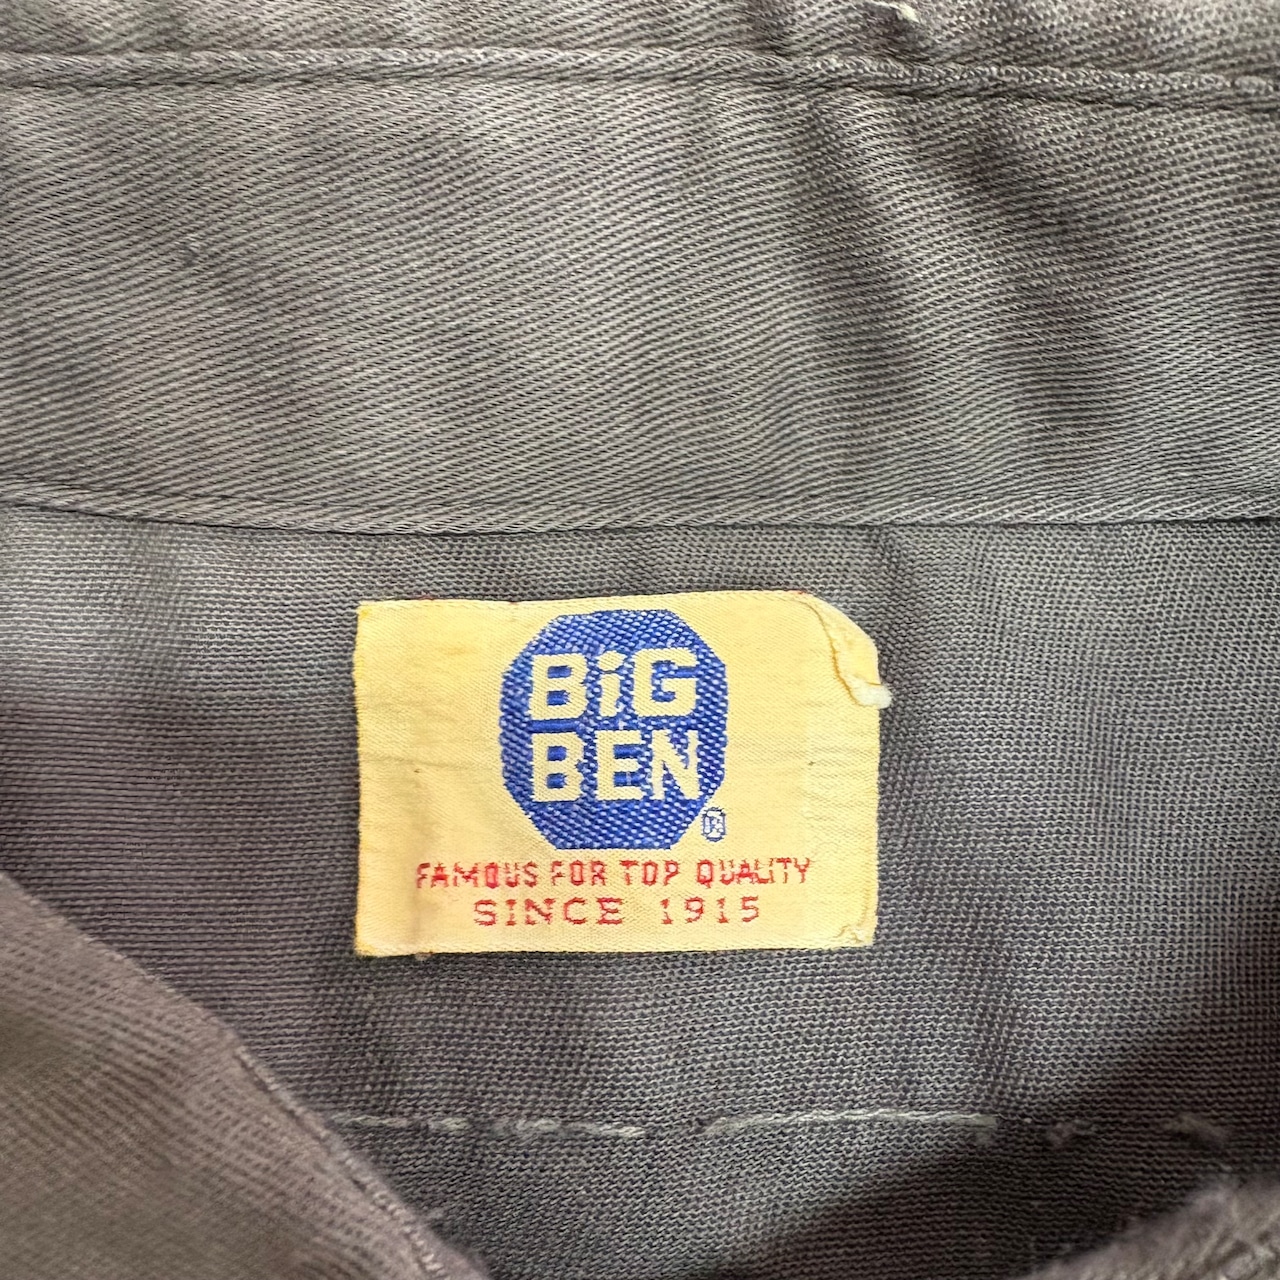 BiG
BEN
®
FAMOUS FOR TOP QUALITY
SINCE 1915